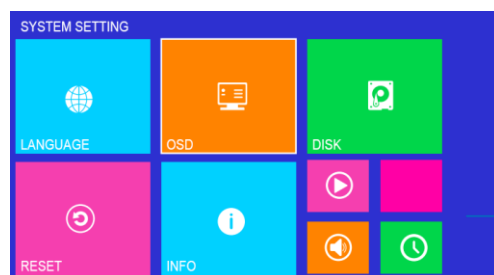 SYSTEM SETTING
LANGUAGE
OSD
DISK
RESET
INFO